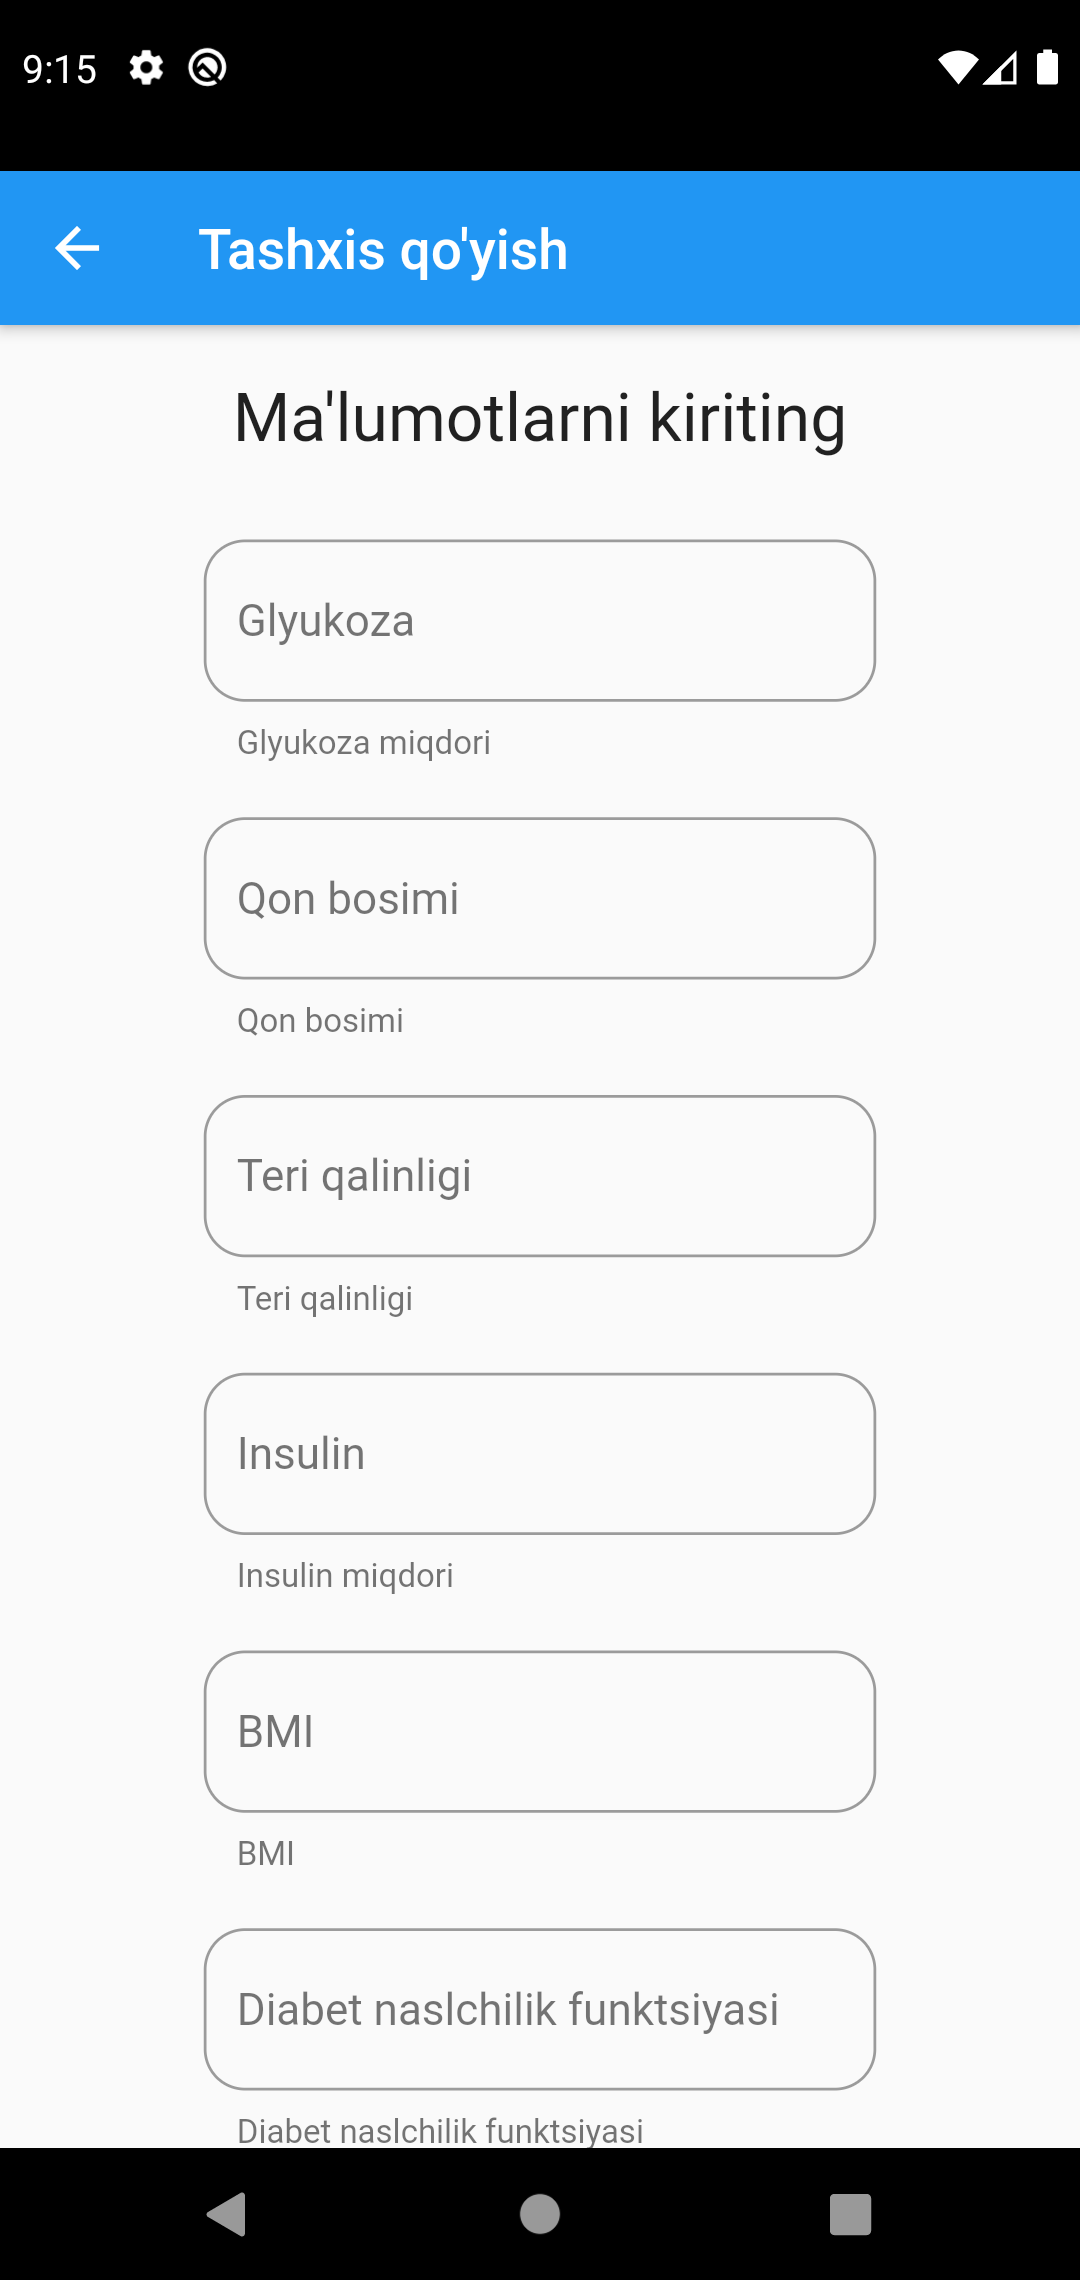 9:15
Tashxis qo'yish
Ma'lumotlarni kiriting
Glyukoza
Glyukoza miqdori
Qon bosimi
Qon bosimi
Teri qalinligi
Teri qalinligi
Insulin
Insulin miqdori
BMI
BMI
Diabet naslchilik funktsiyasi
Diabet naslchilik funktsiyasi